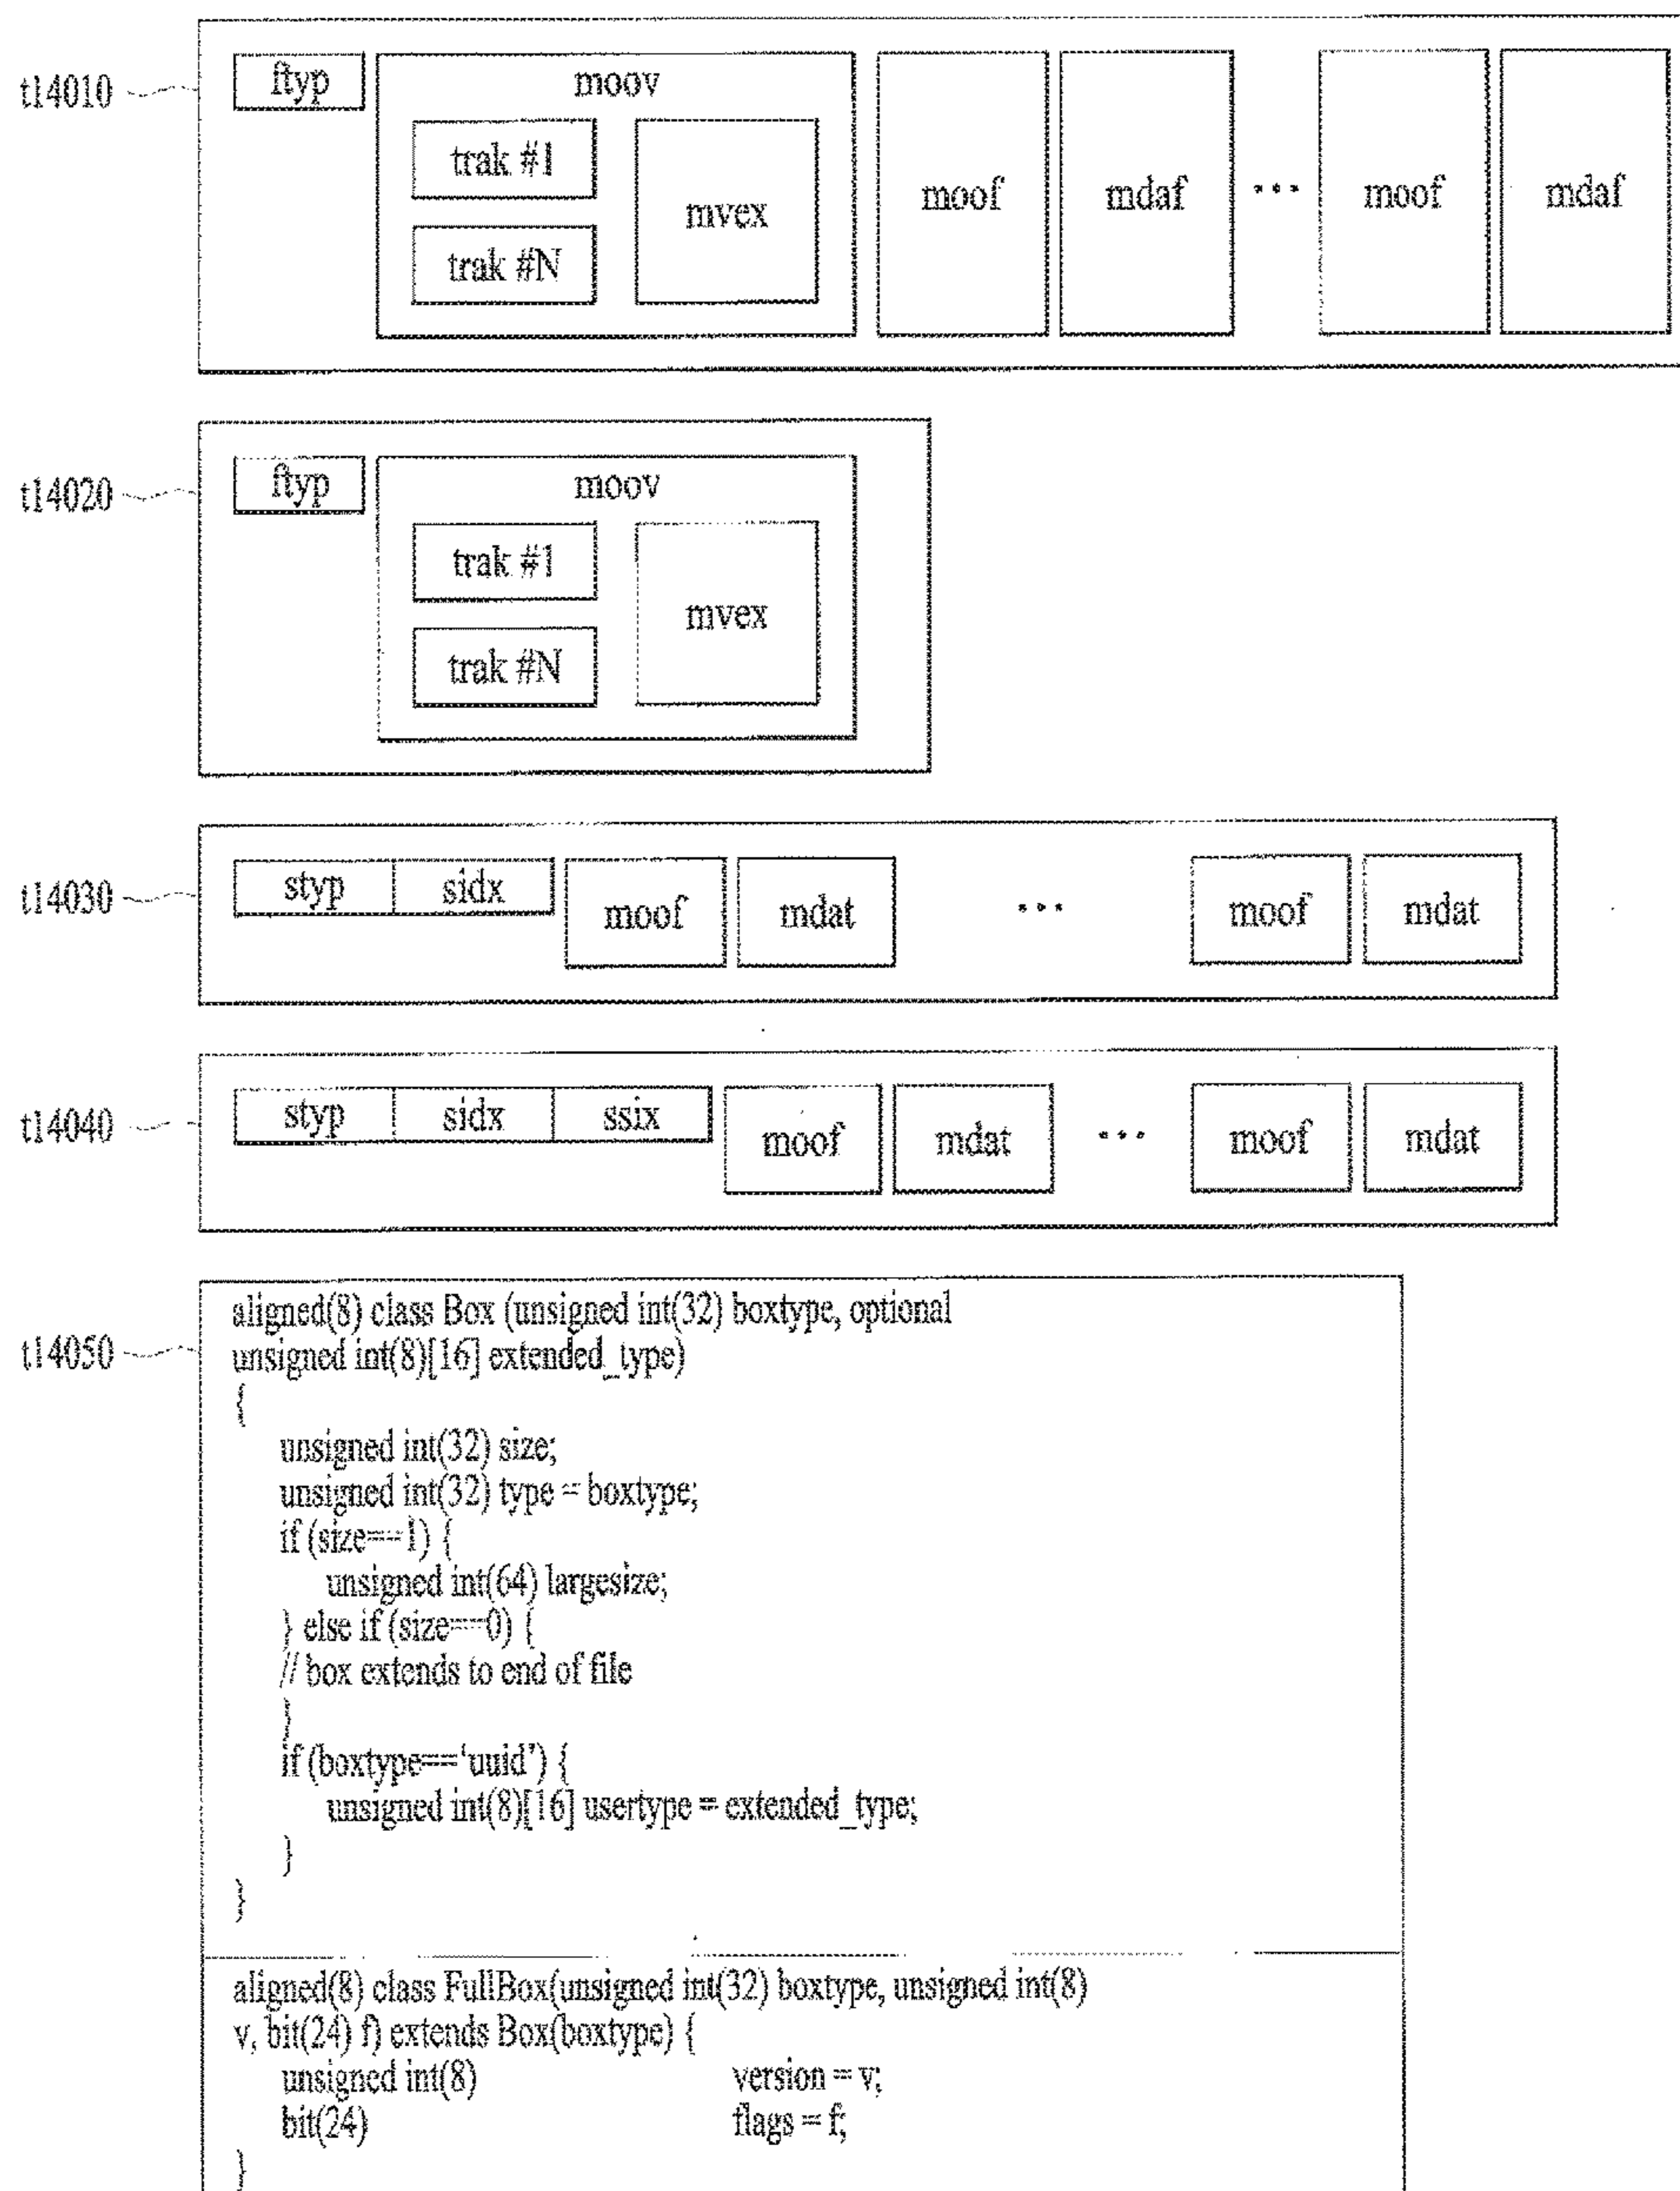 t14010
ftyp
moov
trak #1
trak #N
mvex
moof
mdaf
...
moof
mdaf
t14020
ftyp
moov
trak #1
trak #N
mvex
t14030
styp
sidx
moof
mdat
...
moof
mdat
t14040
styp
sidx
ssix
moof
mdat
...
moof
mdat
t14050
aligned(8) class Box (unsigned int(32) boxtype, optional
unsigned int(8)[16] extended_type)
{
unsigned int(32) size;
unsigned int(32) type = boxtype;
if (size==1) {
unsigned int(64) largesize;
} else if (size==0) {
// box extends to end of file
}
if (boxtype==‘uuid’) {
unsigned int(8)[16] usertype = extended_type;
}
}
aligned(8) class FullBox(unsigned int(32) boxtype, unsigned int(8)
v, bit(24) f) extends Box(boxtype) {
unsigned int(8) version = v;
bit(24) flags = f;
}